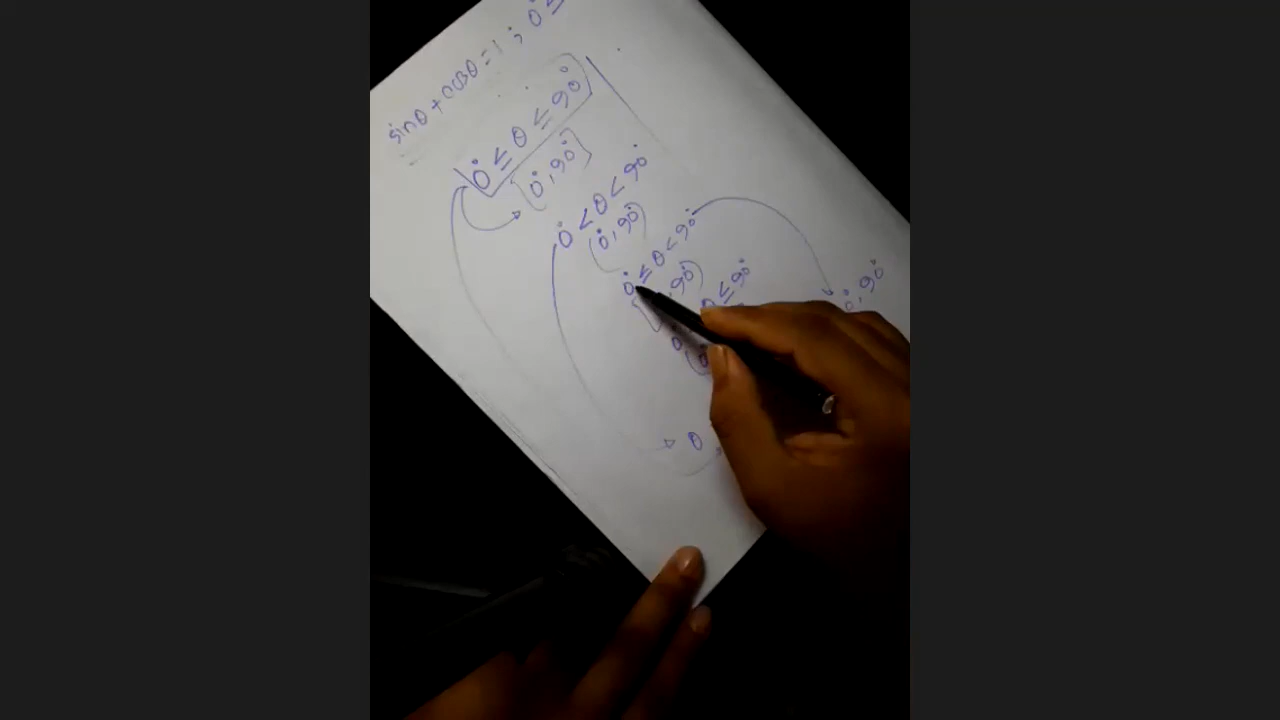 sinθ + cosθ = 1 ; 0° ≤
0° ≤ θ ≤ 90°
[0°, 90°]
0° < θ < 90°
(0°, 90°)
0° ≤ θ < 90°
, 90°)
θ ≤ 90°
0°
(0°
0°, 90°
θ